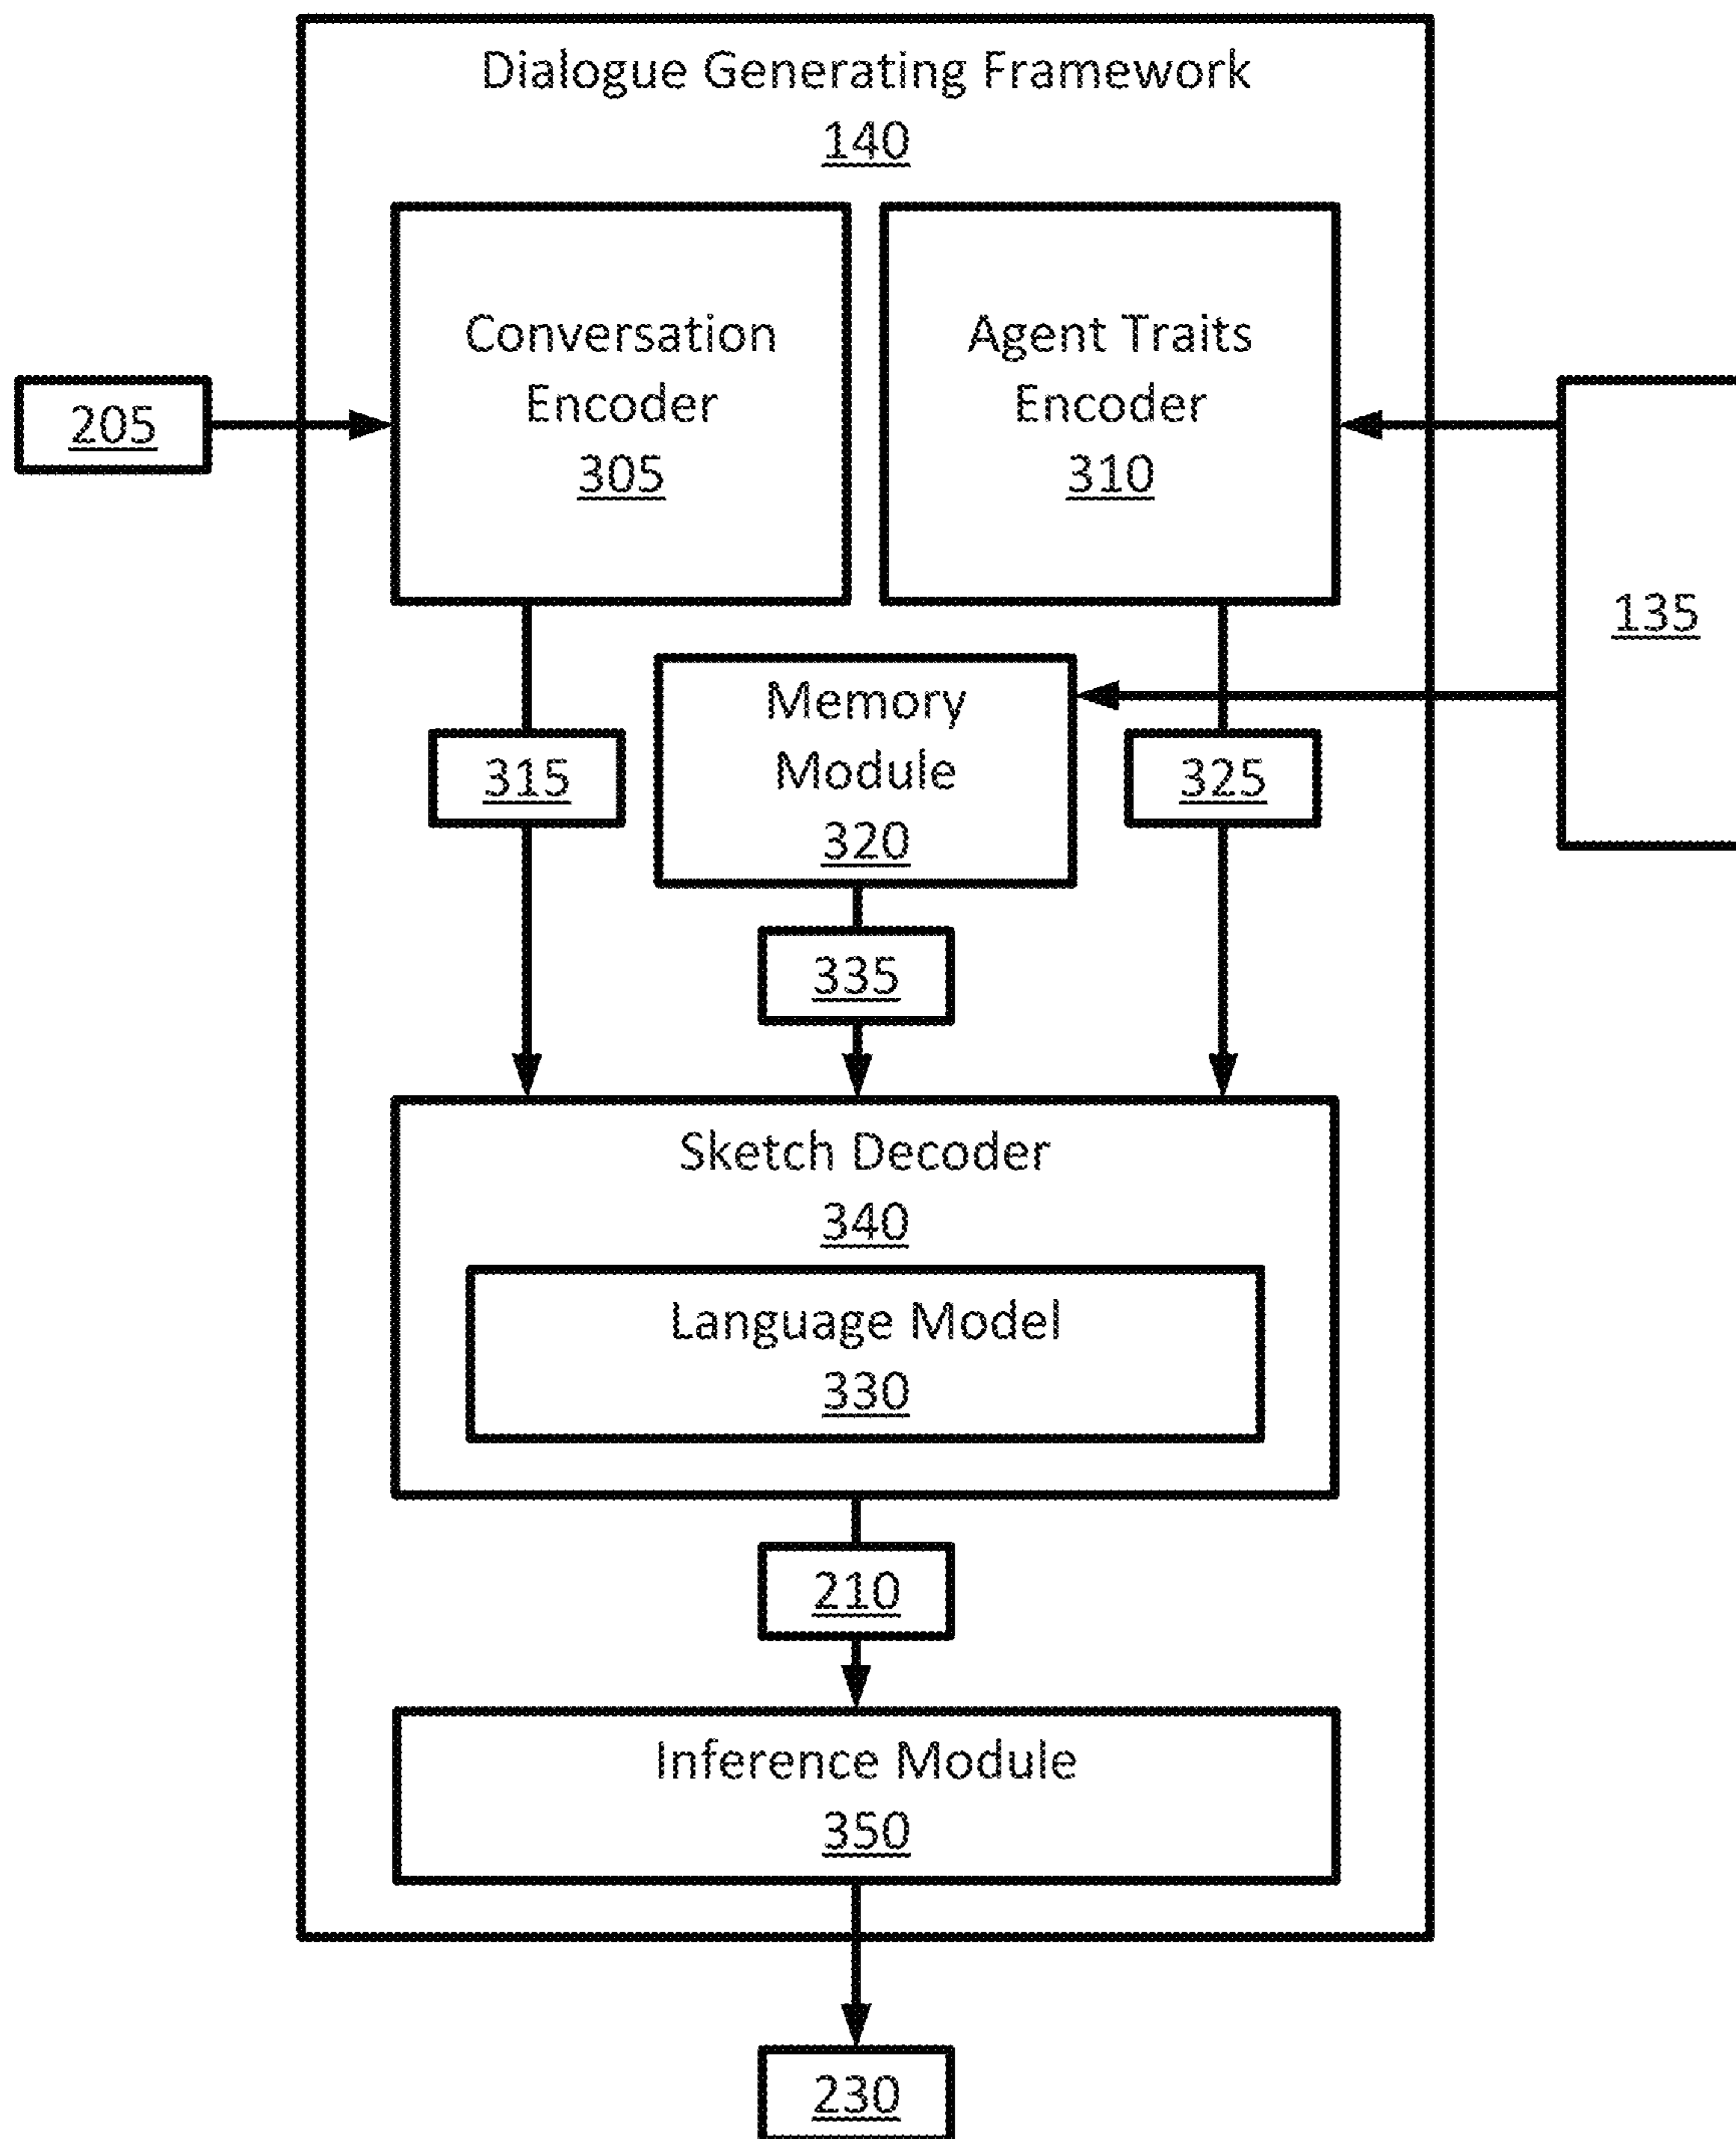 Dialogue Generating Framework
140
Conversation
Encoder
305
Agent Traits
Encoder
310
205
135
Memory
Module
320
315
325
335
Sketch Decoder
340
Language Model
330
210
Inference Module
350
230